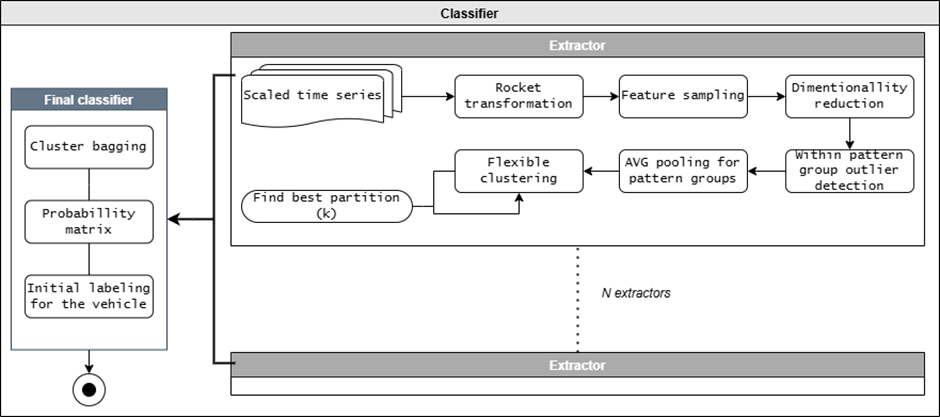 Classifier
Extractor
Scaled time series
Rocket
transformation
Feature sampling
Dimentionallity
reduction
Within pattern
group outlier
detection
AVG pooling for
pattern groups
Flexible
clustering
Find best partition
(k)
N extractors
Extractor
Final classifier
Cluster bagging
Probabillity
matrix
Initial labeling
for the vehicle